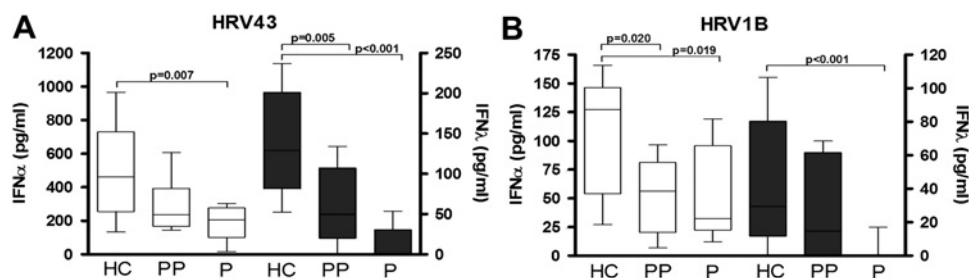 A HRV43
p=0.005
p<0.001
p=0.007
IFNα (pg/ml)
1200
1000
800
600
400
200
0
250
200
150
100
50
0
IFNλ (pg/ml)
HC PP P HC PP P
B HRV1B
p=0.020
p=0.019
p<0.001
IFNα (pg/ml)
175
150
125
100
75
50
25
0
120
100
80
60
40
20
0
IFNλ (pg/ml)
HC PP P HC PP P